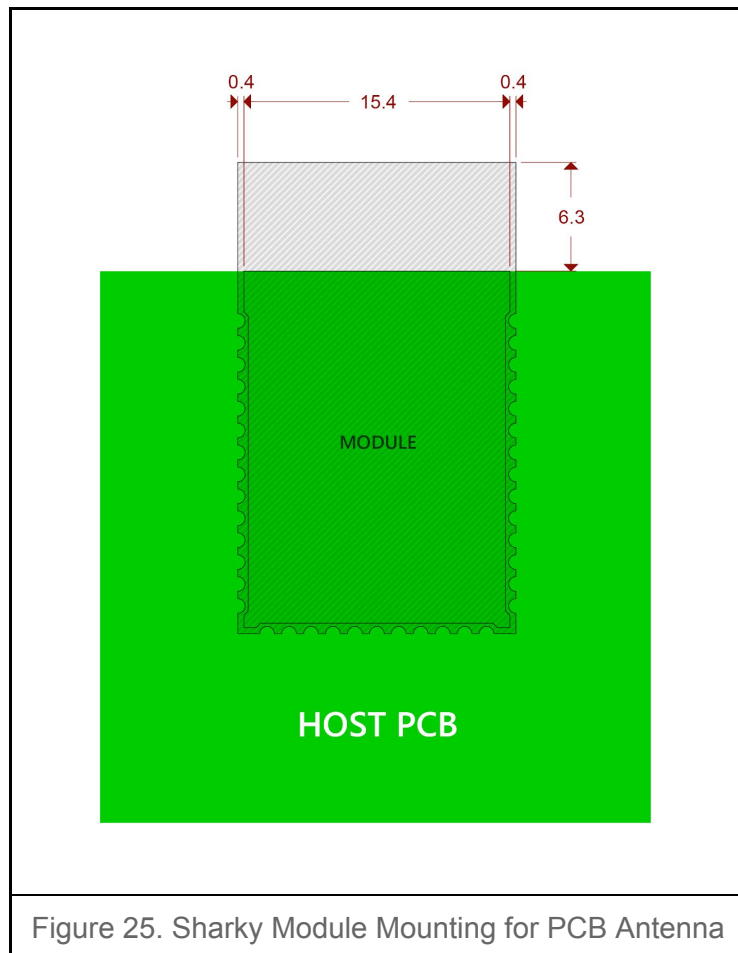 0.4
0.4
15.4
6.3
MODULE
HOST PCB
Figure 25. Sharky Module Mounting for PCB Antenna